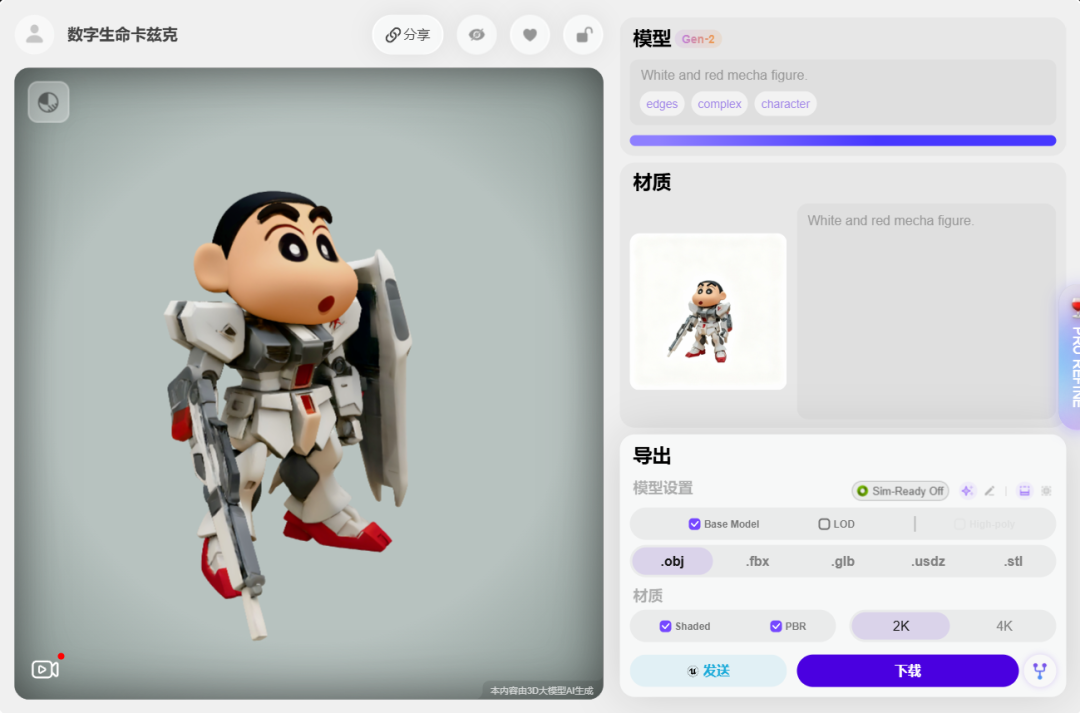 数字生命卡兹克
分享
模型 Gen-2
White and red mecha figure.
edges complex character
材质
White and red mecha figure.
PRO REFINE
导出
模型设置
Sim-Ready Off
Base Model LOD High-poly
.obj .fbx .glb .usdz .stl
材质
Shaded PBR 2K 4K
发送 下载
本内容由3D大模型AI生成